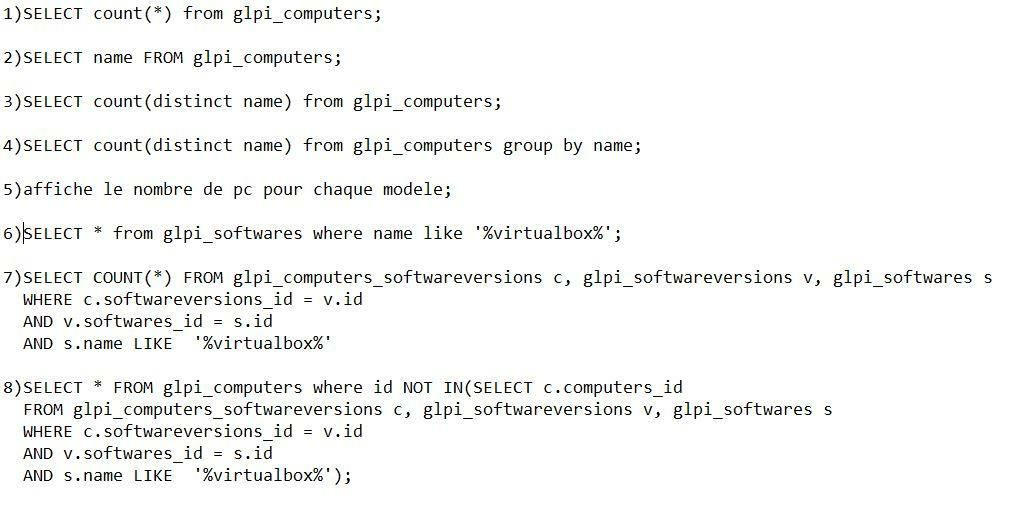 1)SELECT count(*) from glpi_computers;
2)SELECT name FROM glpi_computers;
3)SELECT count(distinct name) from glpi_computers;
4)SELECT count(distinct name) from glpi_computers group by name;
5)affiche le nombre de pc pour chaque modele;
6)SELECT * from glpi_softwares where name like '%virtualbox%';
7)SELECT COUNT(*) FROM glpi_computers_softwareversions c, glpi_softwareversions v, glpi_softwares s
WHERE c.softwareversions_id = v.id
AND v.softwares_id = s.id
AND s.name LIKE  '%virtualbox%'
8)SELECT * FROM glpi_computers where id NOT IN(SELECT c.computers_id
FROM glpi_computers_softwareversions c, glpi_softwareversions v, glpi_softwares s
WHERE c.softwareversions_id = v.id
AND v.softwares_id = s.id
AND s.name LIKE  '%virtualbox%');